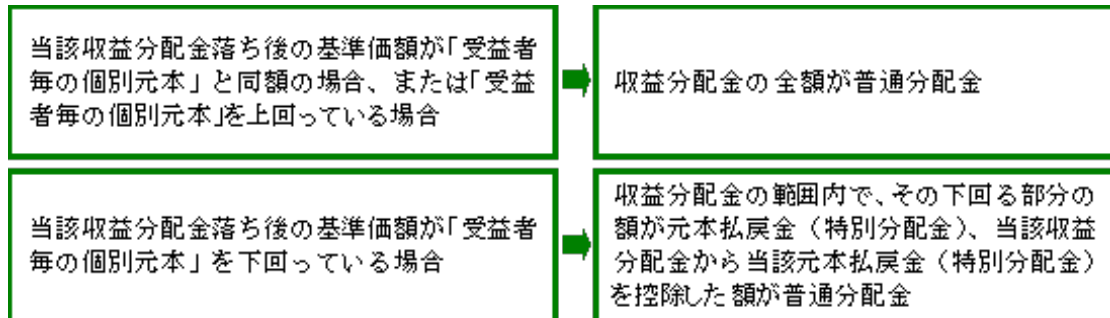 当該収益分配金落ち後の基準価額が「受益者
毎の個別元本」と同額の場合、または「受益
者毎の個別元本」を上回っている場合
収益分配金の全額が普通分配金
当該収益分配金落ち後の基準価額が「受益者
毎の個別元本」を下回っている場合
収益分配金の範囲内で、その下回る部分の
額が元本払戻金（特別分配金）、当該収益
分配金から当該元本払戻金（特別分配金）
を控除した額が普通分配金